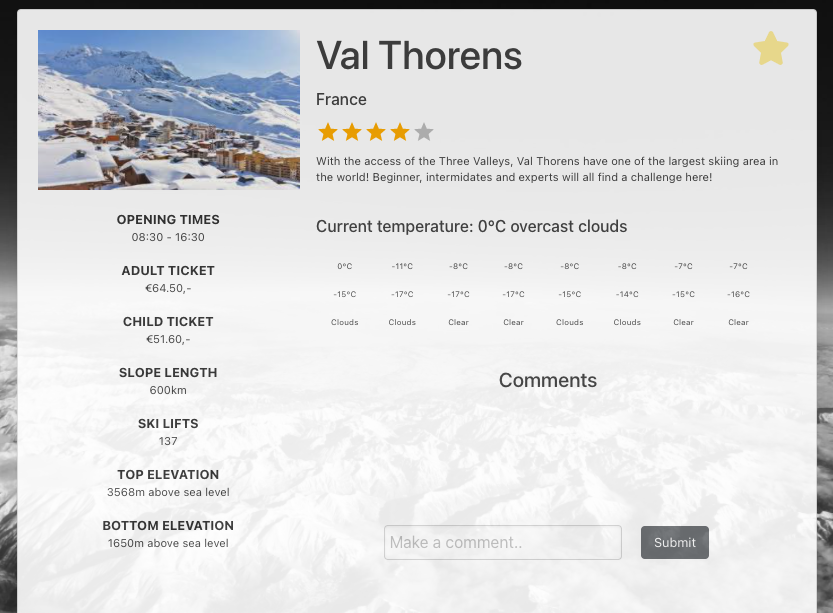 Val Thorens
France
With the access of the Three Valleys, Val Thorens have one of the largest skiing area in
the world! Beginner, intermidates and experts will all find a challenge here!
OPENING TIMES
08:30 - 16:30
ADULT TICKET
€64.50,-
CHILD TICKET
€51.60,-
SLOPE LENGTH
600km
SKI LIFTS
137
TOP ELEVATION
3568m above sea level
BOTTOM ELEVATION
1650m above sea level
Current temperature: 0°C overcast clouds
0°C -11°C -8°C -8°C -8°C -8°C -7°C -7°C
-15°C -17°C -17°C -17°C -15°C -14°C -15°C -16°C
Clouds Clouds Clear Clear Clouds Clouds Clear Clear
Comments
Make a comment..
Submit